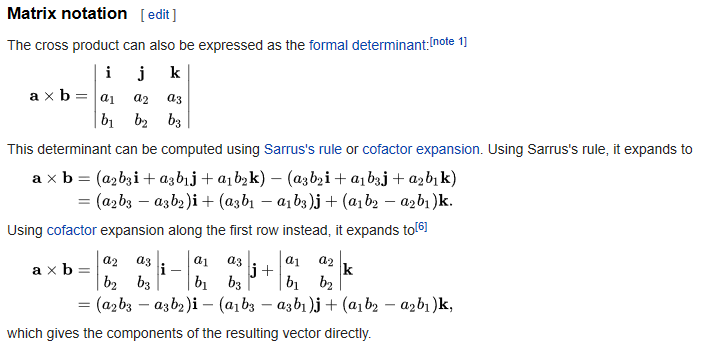 Matrix notation [ edit ]
The cross product can also be expressed as the formal determinant:[note 1]
a × b = | i j k |
| a₁ a₂ a₃ |
| b₁ b₂ b₃ |
This determinant can be computed using Sarrus's rule or cofactor expansion. Using Sarrus's rule, it expands to
a × b = (a₂b₃i + a₃b₁j + a₁b₂k) − (a₃b₂i + a₁b₃j + a₂b₁k)
= (a₂b₃ − a₃b₂)i + (a₃b₁ − a₁b₃)j + (a₁b₂ − a₂b₁)k.
Using cofactor expansion along the first row instead, it expands to[6]
a × b = | a₂ a₃ | i − | a₁ a₃ | j + | a₁ a₂ | k
| b₂ b₃ | | b₁ b₃ | | b₁ b₂ |
= (a₂b₃ − a₃b₂)i − (a₁b₃ − a₃b₁)j + (a₁b₂ − a₂b₁)k,
which gives the components of the resulting vector directly.